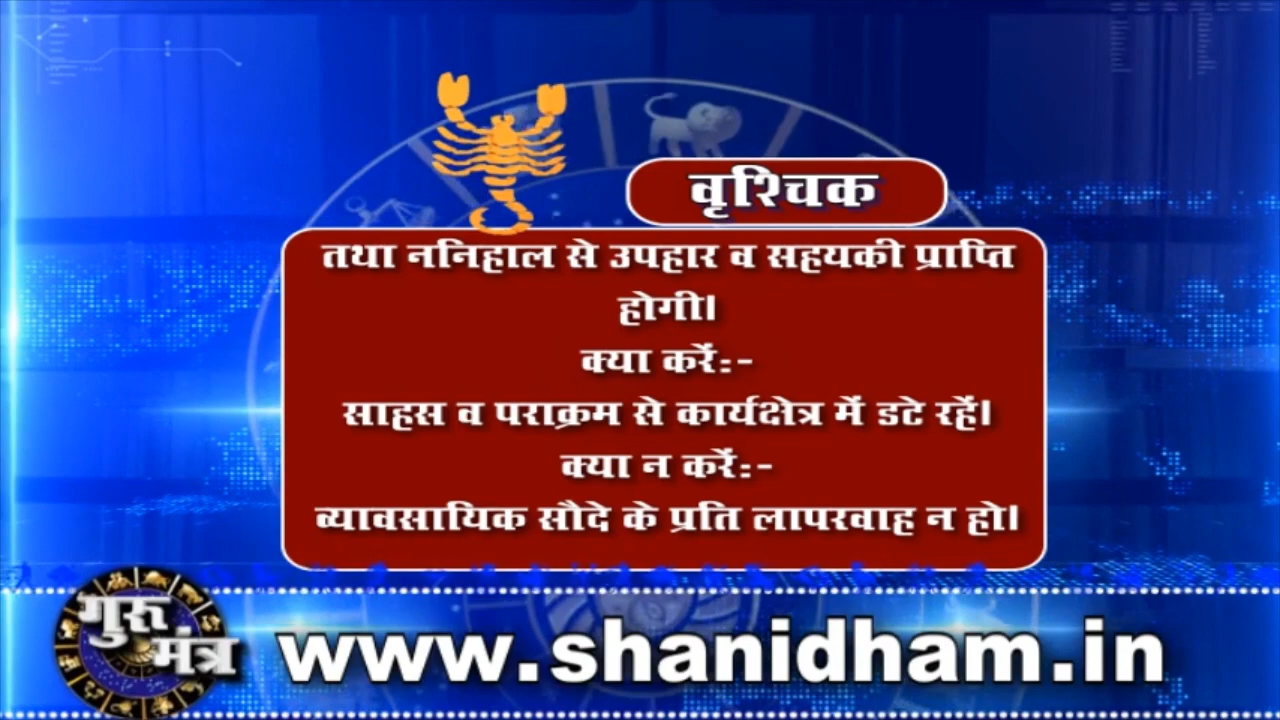 वृश्चिक
तथा ननिहाल से उपहार व सहयकी प्राप्ति
होगी।
क्या करें:-
साहस व पराक्रम से कार्यक्षेत्र में डटे रहें।
क्या न करें:-
व्यावसायिक सौदे के प्रति लापरवाह न हो।
गुरु
मंत्र
www.shanidham.in